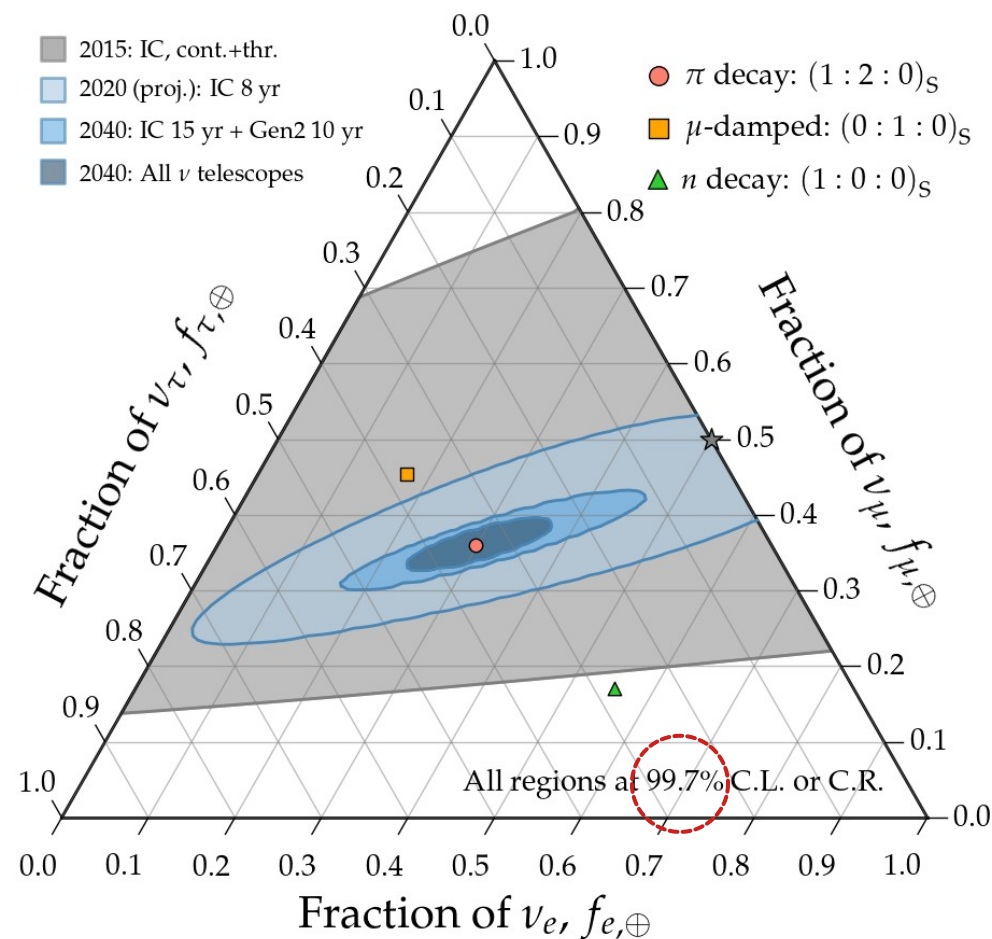 2015: IC, cont.+thr.
2020 (proj.): IC 8 yr
2040: IC 15 yr + Gen2 10 yr
2040: All ν telescopes
π decay: (1 : 2 : 0)S
μ-damped: (0 : 1 : 0)S
n decay: (1 : 0 : 0)S
0.0
0.1
0.2
0.3
0.4
0.5
0.6
0.7
0.8
0.9
1.0
Fraction of ντ, fτ,⊕
1.0
0.9
0.8
0.7
0.6
0.5
0.4
0.3
0.2
0.1
0.0
Fraction of νμ, fμ,⊕
All regions at 99.7% C.L. or C.R.
0.0 0.1 0.2 0.3 0.4 0.5 0.6 0.7 0.8 0.9 1.0
Fraction of νe, fe,⊕